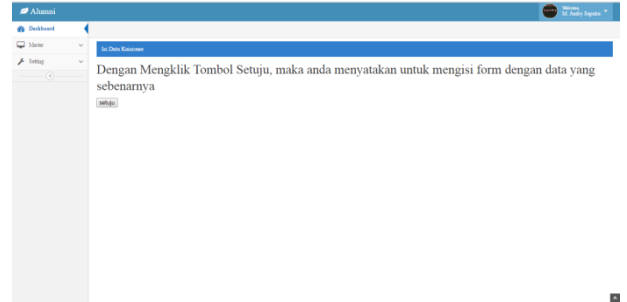 Alumni
Welcome,
M. Andry Saputra
Dashboard
Master
Setting
Isi Data Kuisioner
Dengan Mengklik Tombol Setuju, maka anda menyatakan untuk mengisi form dengan data yang
sebenarnya
setuju